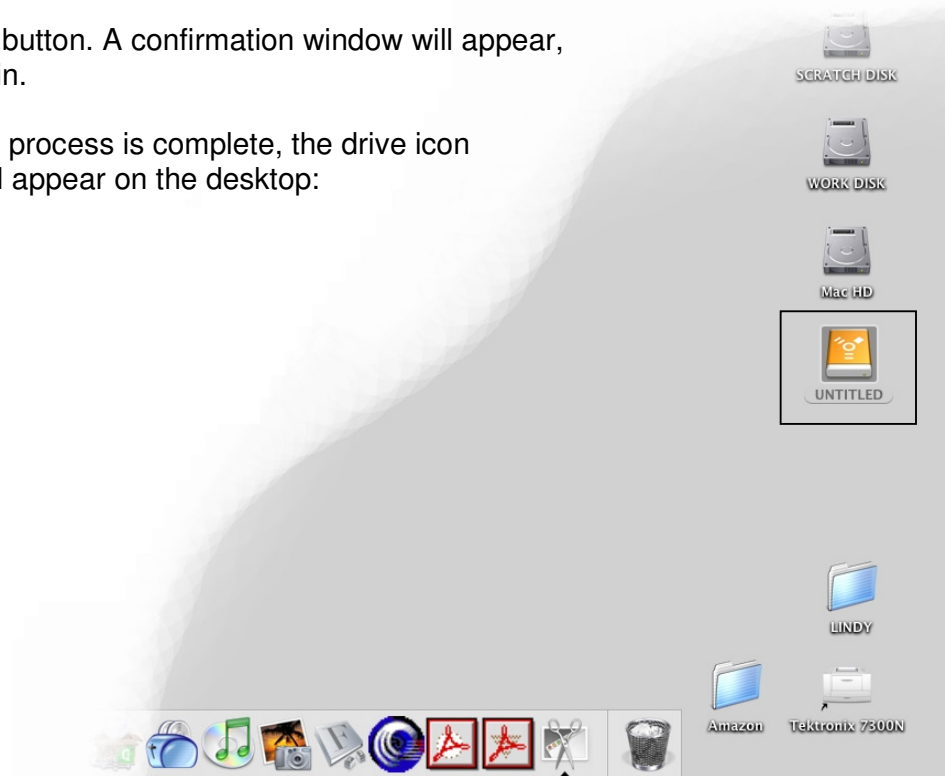 button. A confirmation window will appear,
in.
process is complete, the drive icon
appear on the desktop:
SCRATCH DISK
WORK DISK
Mac HD
UNTITLED
LINDY
Amazon
Tektronix 7300N